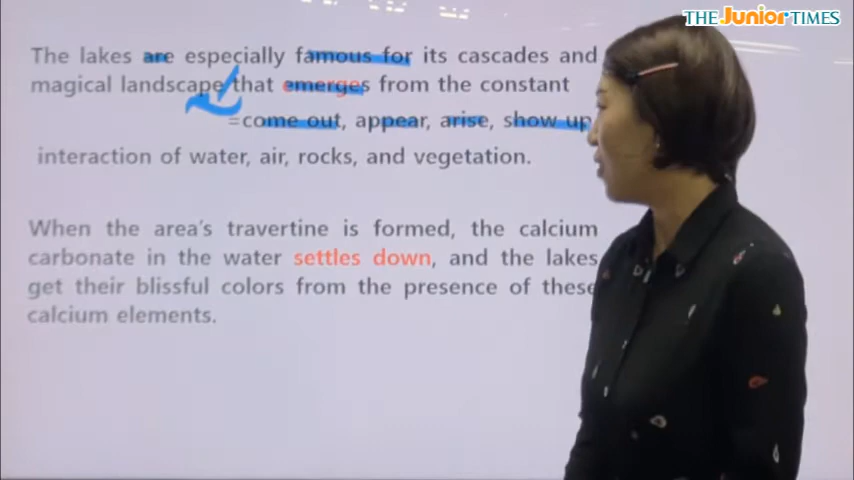 THE Junior TIMES
The lakes are especially famous for its cascades and
magical landscape that emerges from the constant
=come out, appear, arise, show up
interaction of water, air, rocks, and vegetation.
When the area's travertine is formed, the calcium
carbonate in the water settles down, and the lakes
get their blissful colors from the presence of these
calcium elements.